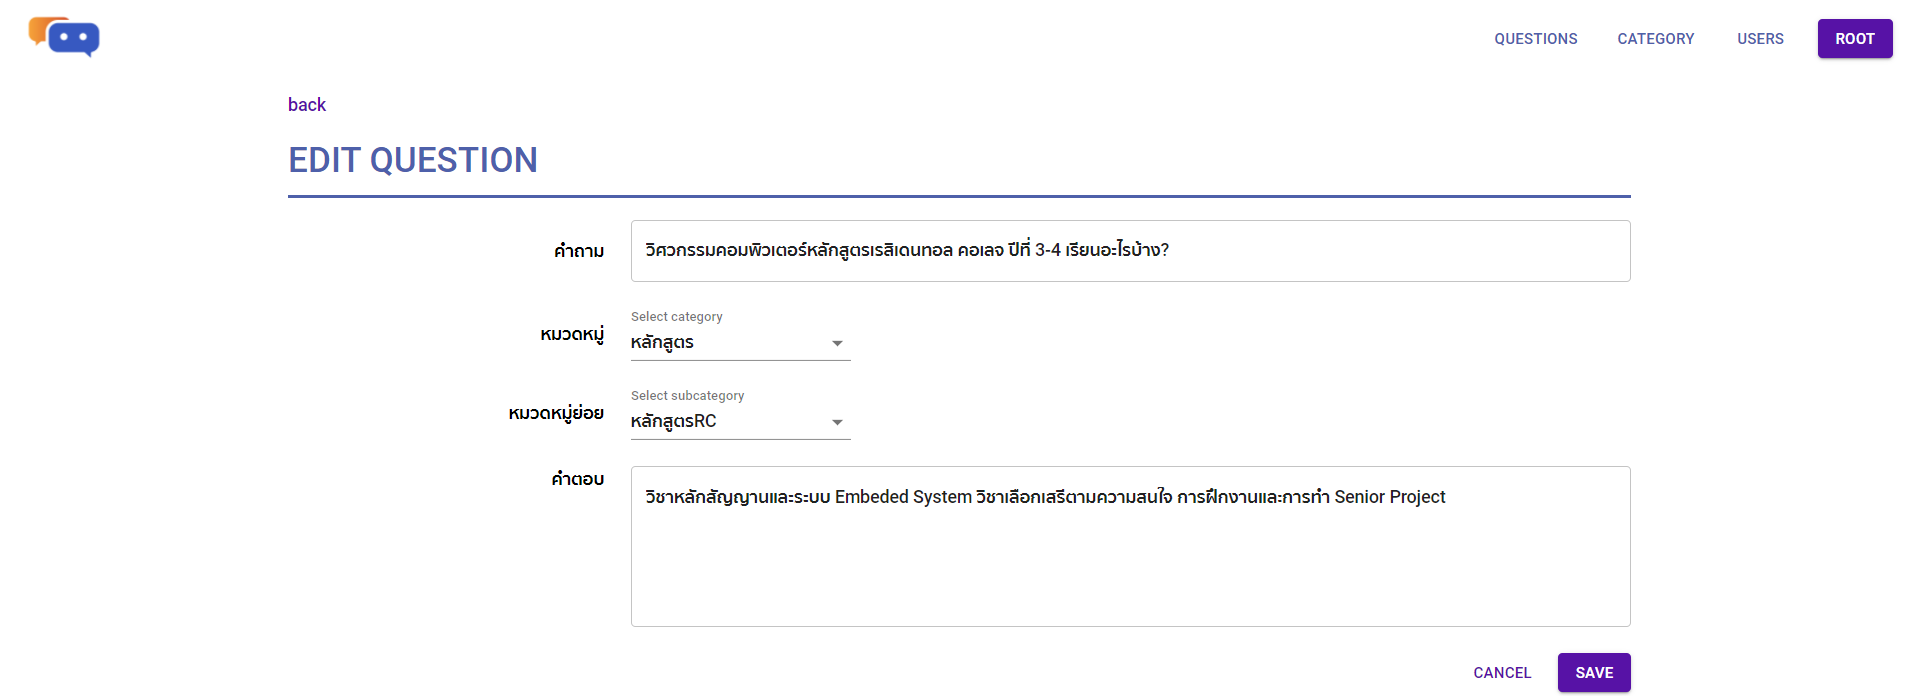 QUESTIONS CATEGORY USERS ROOT
back
EDIT QUESTION
คำถาม วิศวกรรมคอมพิวเตอร์หลักสูตรเรสิเดนทอล คอเลจ ปีที่ 3-4 เรียนอะไรบ้าง?
Select category
หมวดหมู่ หลักสูตร
Select subcategory
หมวดหมู่ย่อย หลักสูตรRC
คำตอบ
วิชาหลักสัญญานและระบบ Embeded System วิชาเลือกเสรีตามความสนใจ การฝึกงานและการทำ Senior Project
CANCEL SAVE